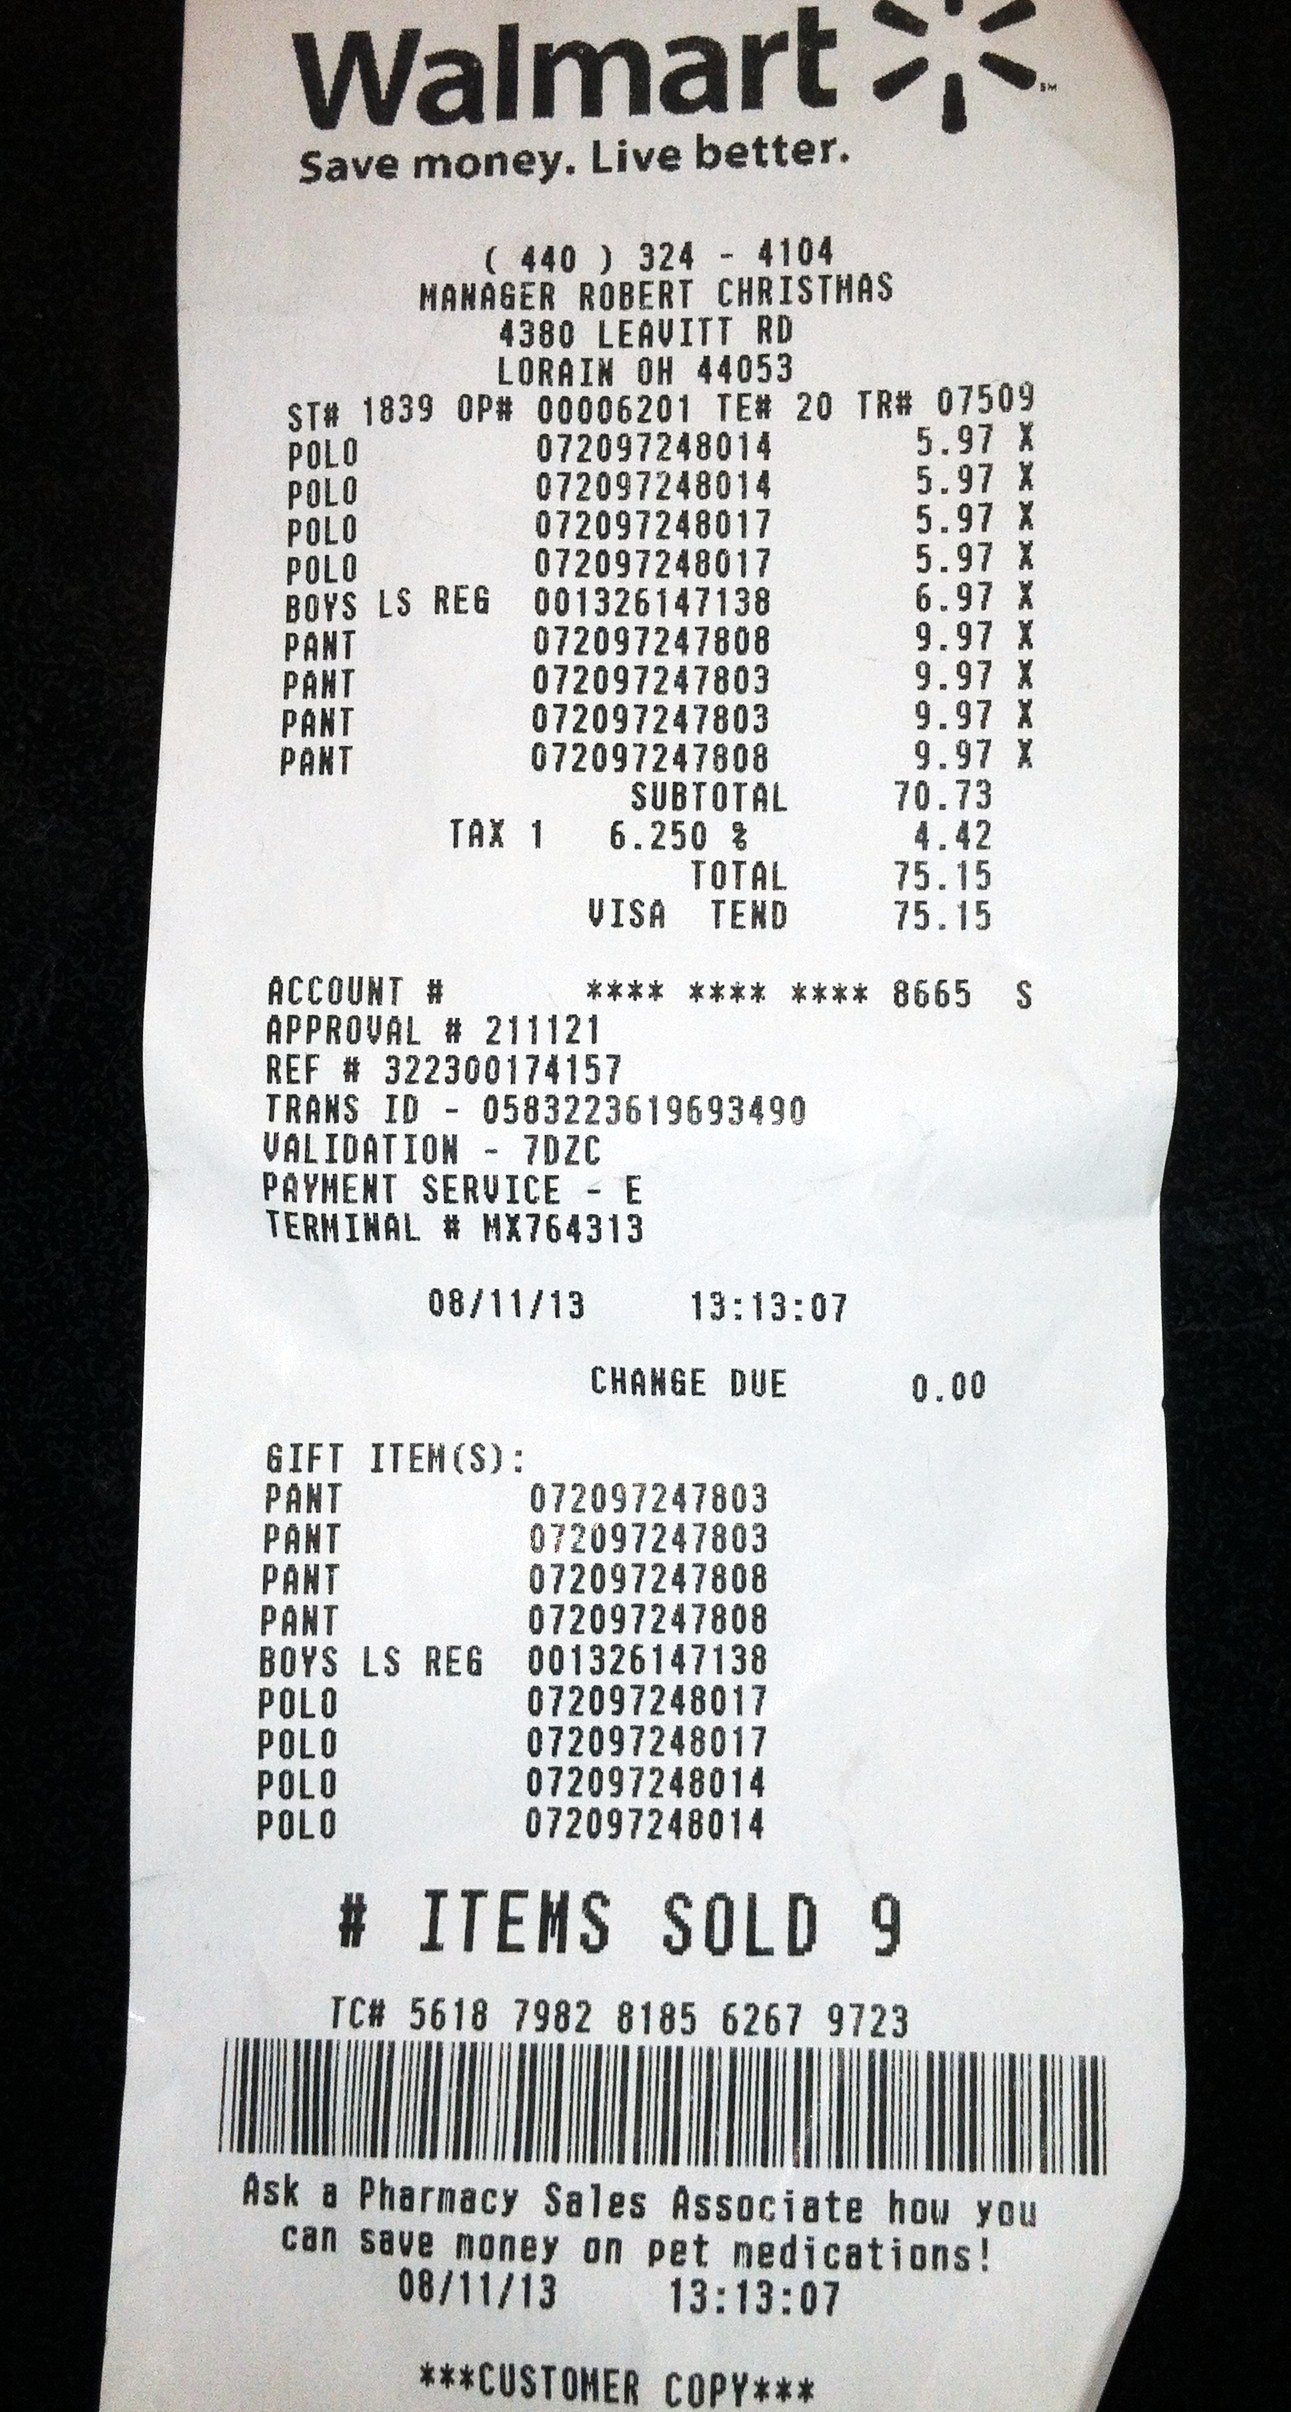 Walmart
SM
Save money. Live better.
( 440 ) 324 - 4104
MANAGER ROBERT CHRISTMAS
4380 LEAVITT RD
LORAIN OH 44053
ST# 1839 OP# 00006201 TE# 20 TR# 07509
POLO 072097248014 5.97 X
POLO 072097248014 5.97 X
POLO 072097248017 5.97 X
POLO 072097248017 5.97 X
BOYS LS REG 001326147138 6.97 X
PANT 072097247808 9.97 X
PANT 072097247803 9.97 X
PANT 072097247803 9.97 X
PANT 072097247808 9.97 X
SUBTOTAL 70.73
TAX 1 6.250 % 4.42
TOTAL 75.15
VISA TEND 75.15
ACCOUNT # **** **** **** 8665 S
APPROVAL # 211121
REF # 322300174157
TRANS ID - 0583223619693490
VALIDATION - 7DZC
PAYMENT SERVICE - E
TERMINAL # MX764313
08/11/13 13:13:07
CHANGE DUE 0.00
GIFT ITEM(S):
PANT 072097247803
PANT 072097247803
PANT 072097247808
PANT 072097247808
BOYS LS REG 001326147138
POLO 072097248017
POLO 072097248017
POLO 072097248014
POLO 072097248014
# ITEMS SOLD 9
TC# 5618 7982 8185 6267 9723
Ask a Pharmacy Sales Associate how you
can save money on pet medications!
08/11/13 13:13:07
***CUSTOMER COPY***